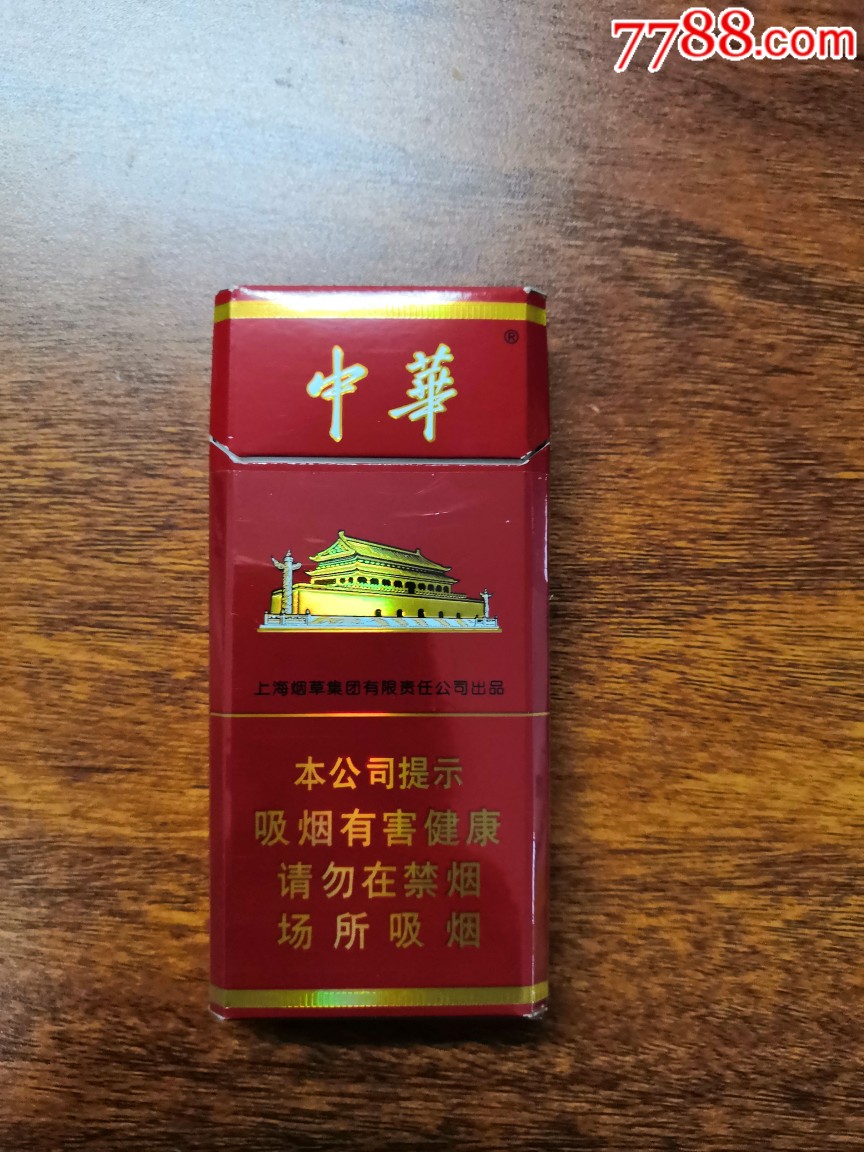 7788.com
中華
®
上海烟草集团有限责任公司出品
本公司提示
吸烟有害健康
请勿在禁烟
场所吸烟